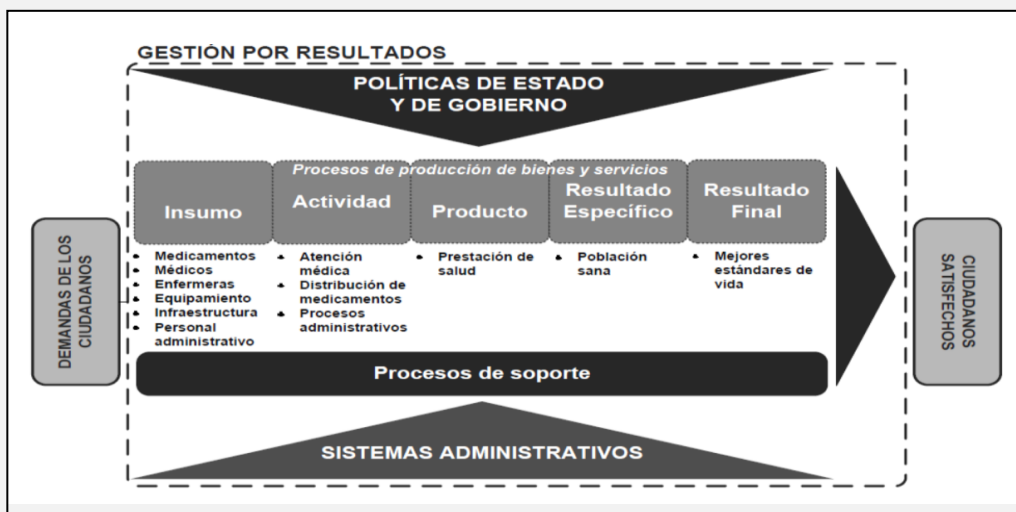 GESTIÓN POR RESULTADOS
POLÍTICAS DE ESTADO
Y DE GOBIERNO
Procesos de producción de bienes y servicios
Insumo
Actividad
Producto
Resultado
Específico
Resultado
Final
DEMANDAS DE LOS
CIUDADANOS
Medicamentos
Médicos
Enfermeras
Equipamiento
Infraestructura
Personal
administrativo
Atención
médica
Distribución de
medicamentos
Procesos
administrativos
Prestación de
salud
Población
sana
Mejores
estándares de
vida
CIUDADANOS
SATISFECHOS
Procesos de soporte
SISTEMAS ADMINISTRATIVOS